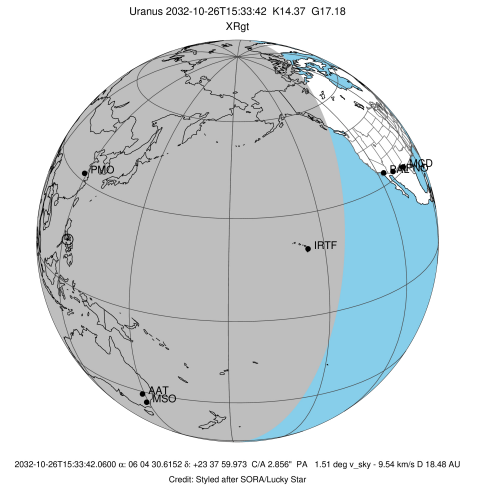 Uranus 2032-10-26T15:33:42 K14.37 G17.18
XRgt
MCD
PMO
IRTF
AAT
MSO
2032-10-26T15:33:42.0600 α: 06 04 30.6152 δ: +23 37 59.973 C/A 2.856" PA 1.51 deg v_sky - 9.54 km/s D 18.48 AU
Credit: Styled after SORA/Lucky Star